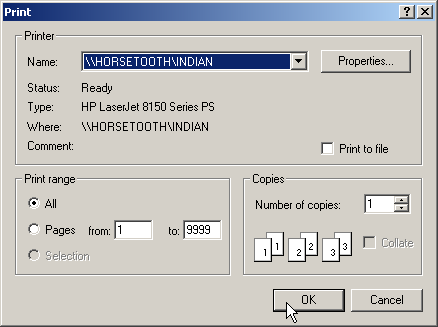 Print
Printer
Name: \\HORSETOOTH\INDIAN Properties...
Status: Ready
Type: HP LaserJet 8150 Series PS
Where: \\HORSETOOTH\INDIAN
Comment: Print to file
Print range
All
Pages from: 1 to: 9999
Selection
Copies
Number of copies: 1
1 1 2 2 3 3 Collate
OK Cancel